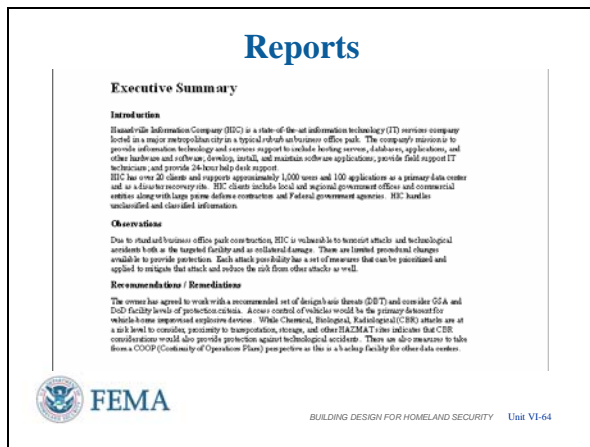 Reports
Executive Summary
Introduction
Hazardville Information Company (HIC) is a state-of-the-art information technology (IT) services company
locted in a major metropolitan city in a typical suburban business office park. The company's mission is to
provide information technology and services support to include hosting servers, databases, applications, and
other hardware and software; develop, install, and maintain software applications; provide field support IT
technicians; and provide 24-hour help desk support.
HIC has over 20 clients and supports approximately 1,000 users and 100 applications as a primary data center
and as a disaster recovery site. HIC clients include local and regional government offices and commercial
entities along with large prime defense contractors and Federal government agencies. HIC handles
unclassified and classified information.
Observations
Due to standard business office park construction, HIC is vulnerable to terrorist attacks and technological
accidents both as the targeted facility and as collateral damage. There are limited procedural changes
available to provide protection. Each attack possibility has a set of measures that can be prioritized and
applied to mitigate that attack and reduce the risk from other attacks as well.
Recommendations / Remediations
The owner has agreed to work with a recommended set of design basis threats (DBT) and consider GSA and
DoD facility levels of protection criteria. Access control of vehicles would be the primary deterrent for
vehicle-borne improvised explosive devices. While Chemical, Biological, Radiological (CBR) attacks are at
a risk level to consider, proximity to transportation, storage, and other HAZMAT sites indicates that CBR
considerations would also provide protection against technological accidents. There are also measures to take
from a COOP (Continuity of Operations Plan) perspective as this is a backup facility for other data centers.
FEMA
BUILDING DESIGN FOR HOMELAND SECURITY Unit VI-64